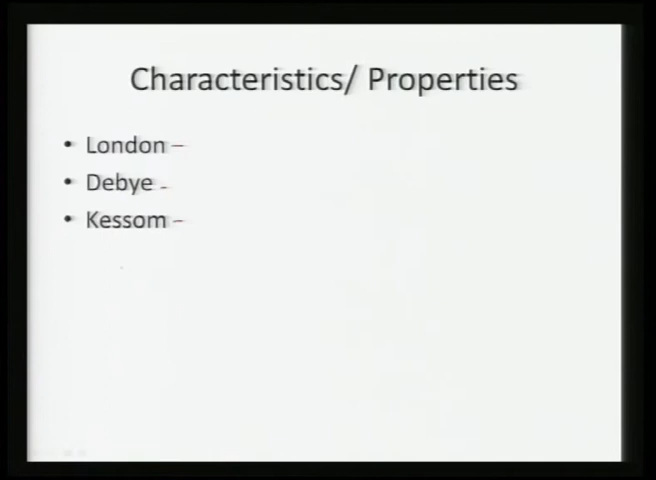 Characteristics/ Properties
• London –
• Debye -
• Kessom –